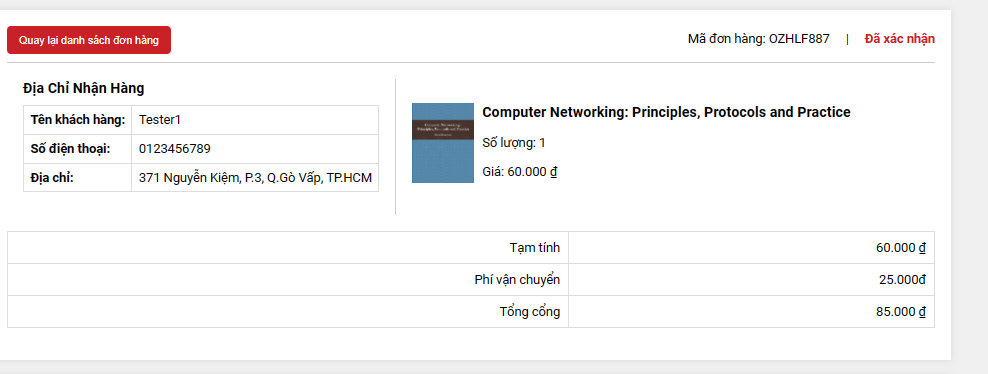 Quay lại danh sách đơn hàng
Mã đơn hàng: OZHLF887 | Đã xác nhận
Địa Chỉ Nhận Hàng
Tên khách hàng: Tester1
Số điện thoại: 0123456789
Địa chỉ: 371 Nguyễn Kiệm, P.3, Q.Gò Vấp, TP.HCM
Computer Networking: Principles, Protocols and Practice
Số lượng: 1
Giá: 60.000 ₫
Tạm tính 60.000 ₫
Phí vận chuyển 25.000đ
Tổng cổng 85.000 ₫